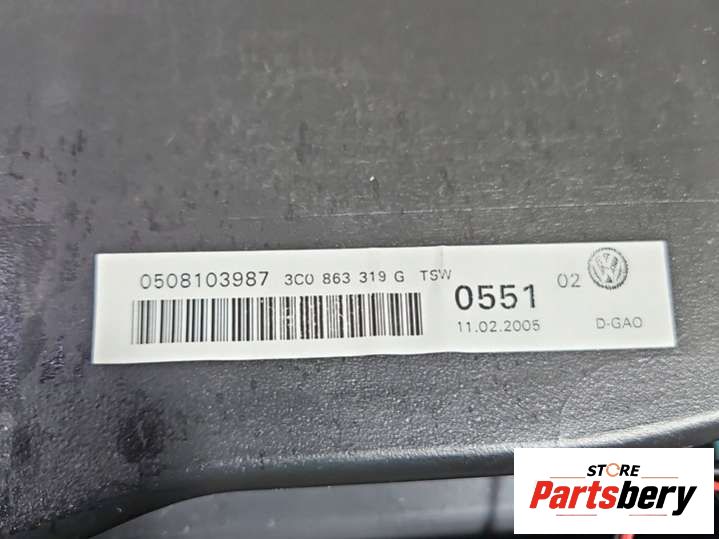 0508103987 3C0 863 319 G TSW
0551
02
11.02.2005
D-GAO
STORE
Partsbery